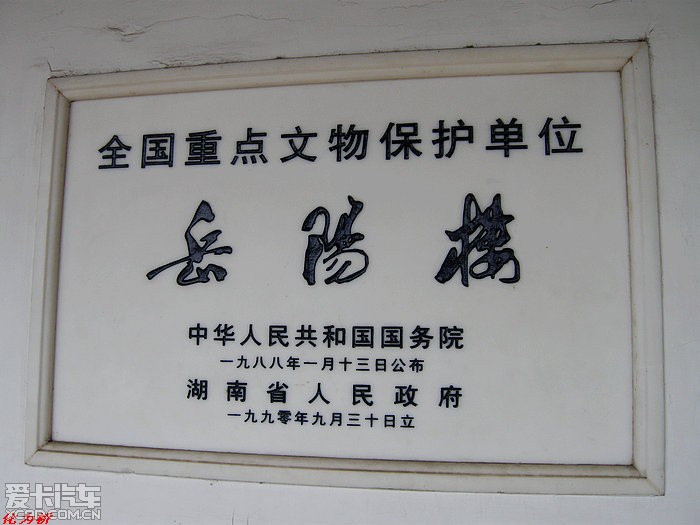 全国重点文物保护单位
岳陽楼
中华人民共和国国务院
一九八八年一月十三日公布
湖南省人民政府
一九九〇年九月三十日立
爱卡汽车
xcar.com.cn